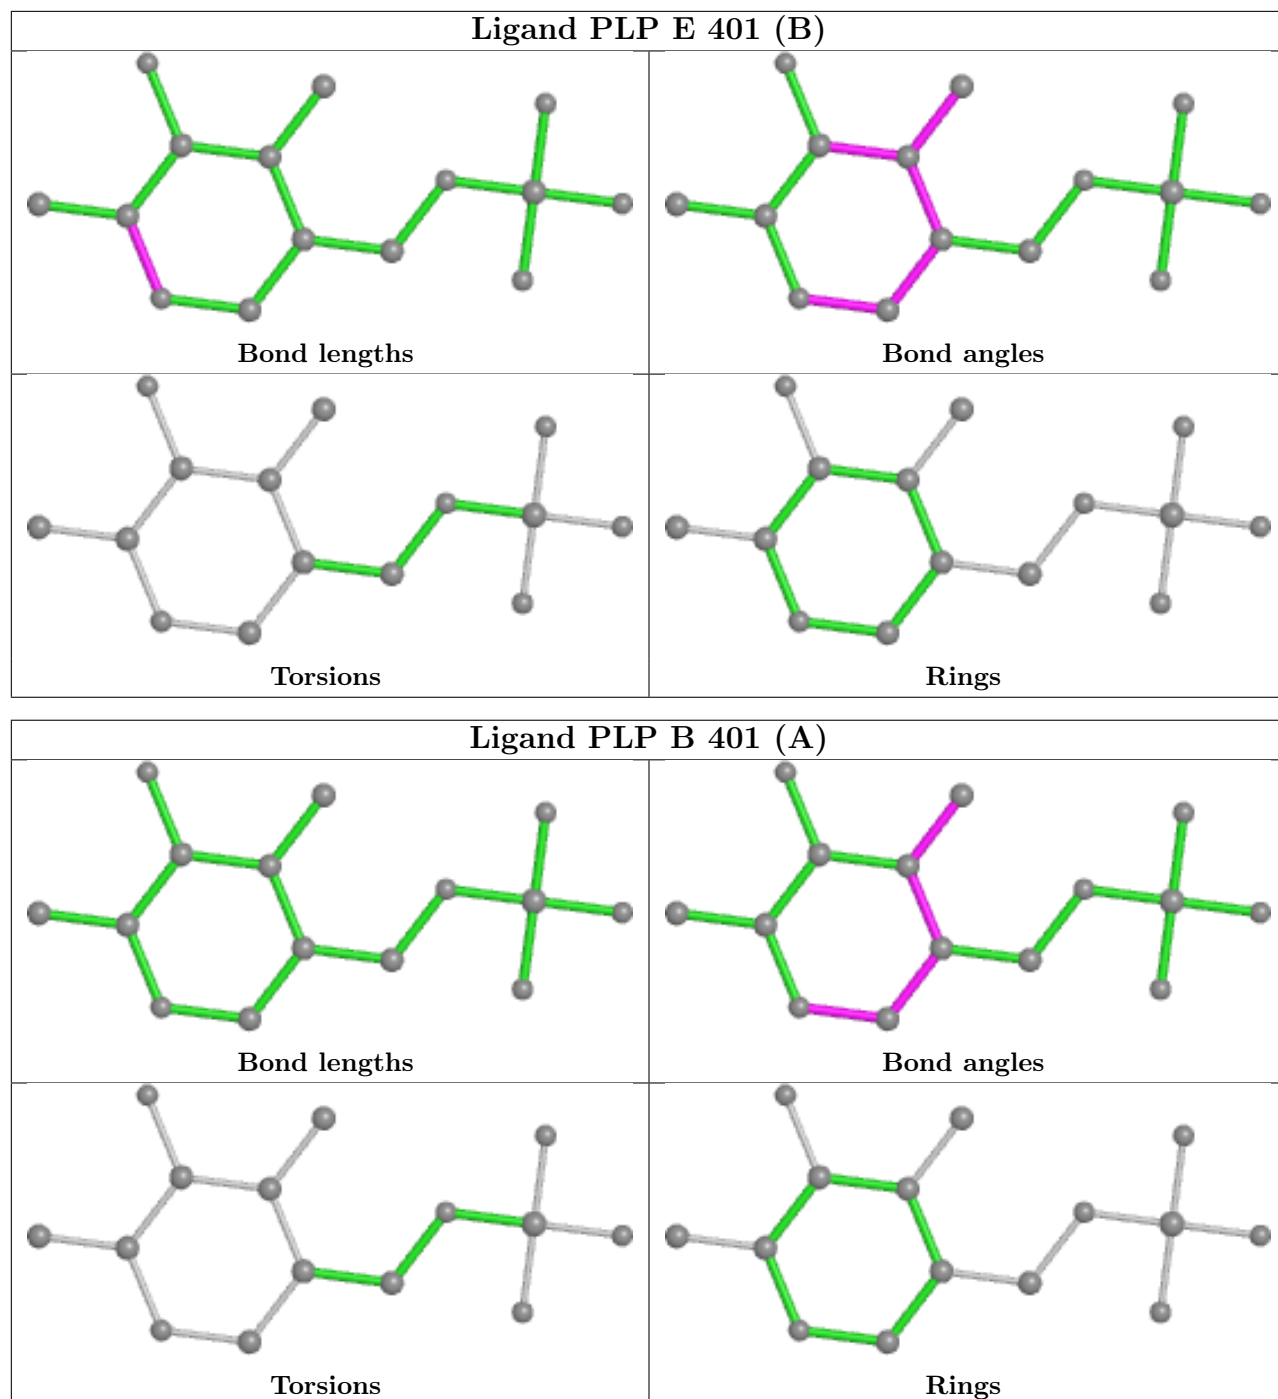 Ligand PLP E 401 (B)
Bond lengths
Bond angles
Torsions
Rings
Ligand PLP B 401 (A)
Bond lengths
Bond angles
Torsions
Rings